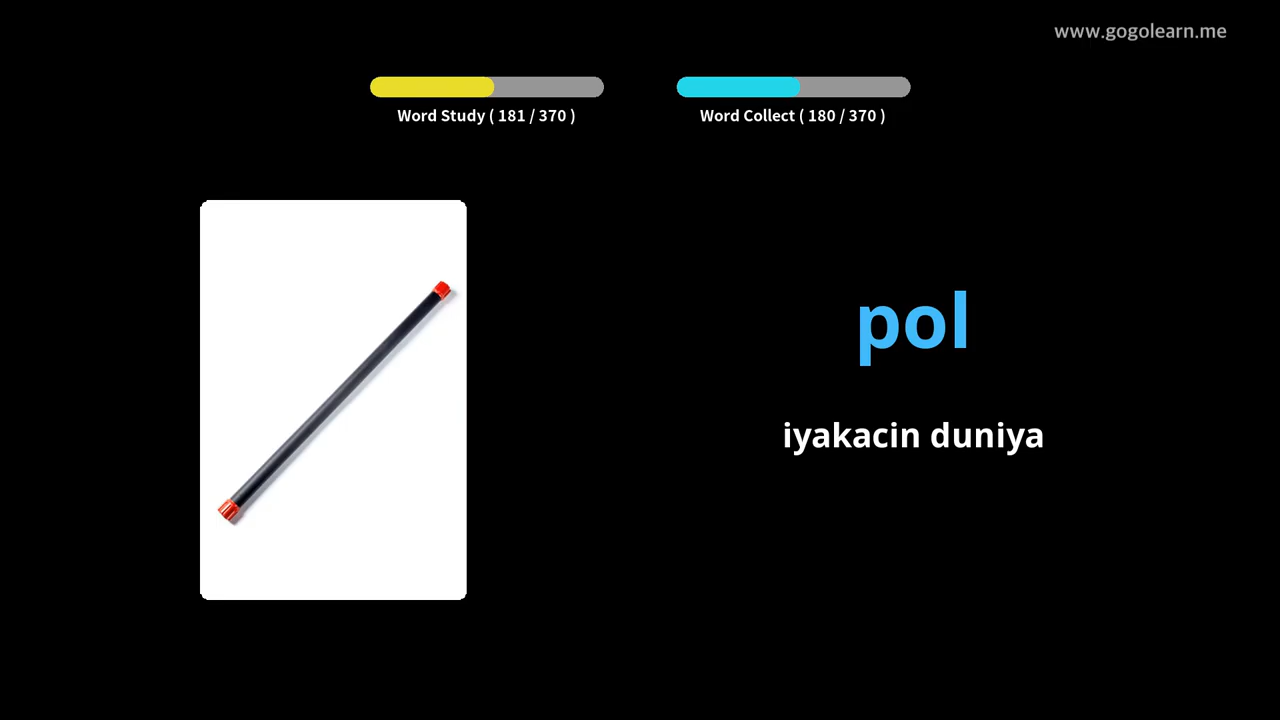 www.gogolearn.me
Word Study ( 181 / 370 )
Word Collect ( 180 / 370 )
pol
iyakacin duniya